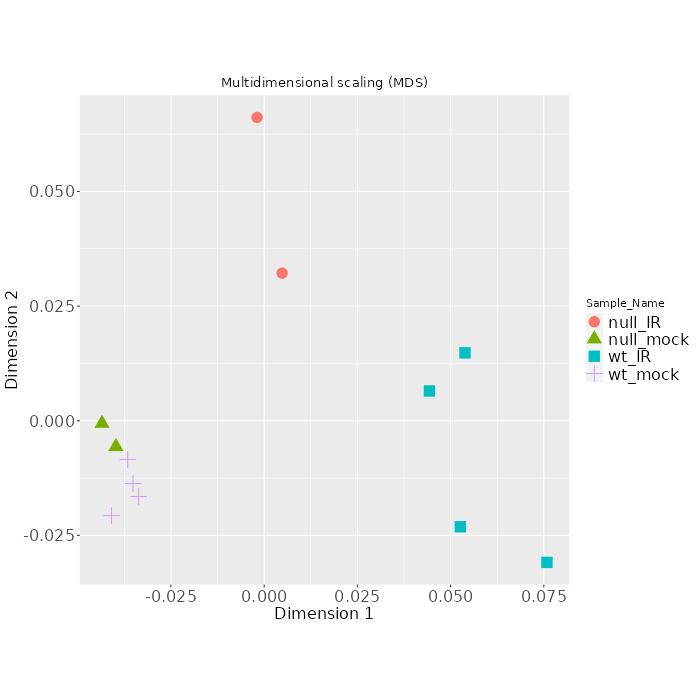 Multidimensional scaling (MDS)
0.050
0.025
0.000
-0.025
Dimension 2
-0.025 0.000 0.025 0.050 0.075
Dimension 1
Sample_Name
null_IR
null_mock
wt_IR
wt_mock